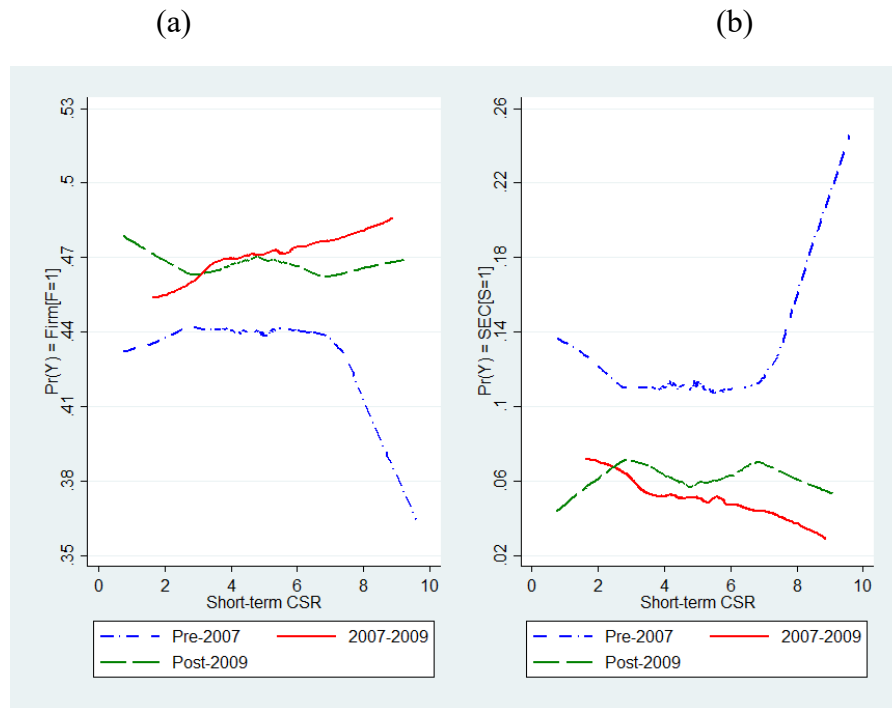 (a) (b)
Pr(Y) = Firm[F=1]
.53
.5
.47
.44
.41
.38
.35
0 2 4 6 8 10
Short-term CSR
Pre-2007 2007-2009
Post-2009
Pr(Y) = SEC[S=1]
.26
.22
.18
.14
.1
.06
.02
0 2 4 6 8 10
Short-term CSR
Pre-2007 2007-2009
Post-2009